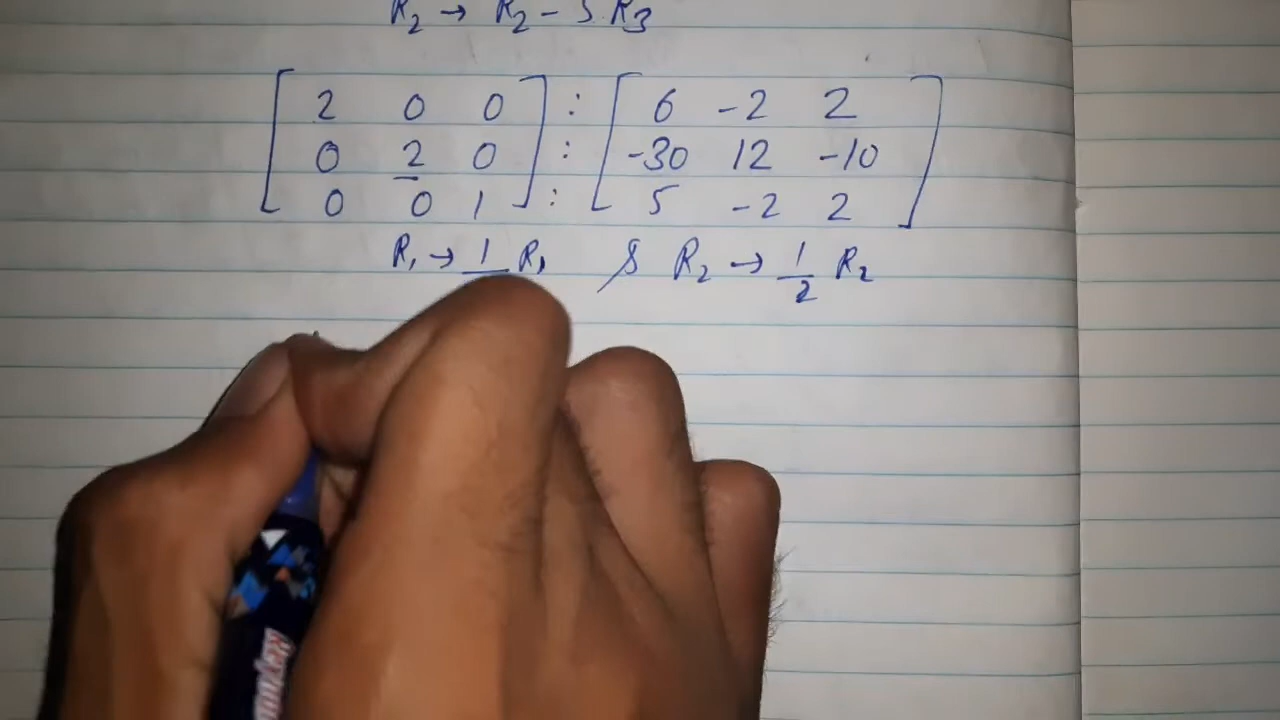 R₂ → R₂ - 5 R₃
[ 2 0 0 ] : [ 6 -2 2 ]
[ 0 2 0 ] : [ -30 12 -10 ]
[ 0 0 1 ] : [ 5 -2 2 ]
R₁ → 1/ R₁ & R₂ → 1/2 R₂